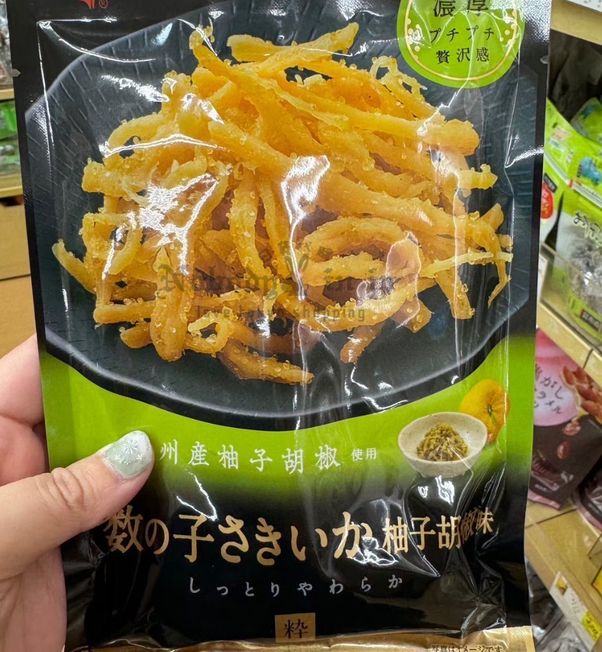 ®
濃厚
プチプチ
贅沢感
州産柚子胡椒使用
数の子さきいか柚子胡椒味
しっとりやわらか
粋